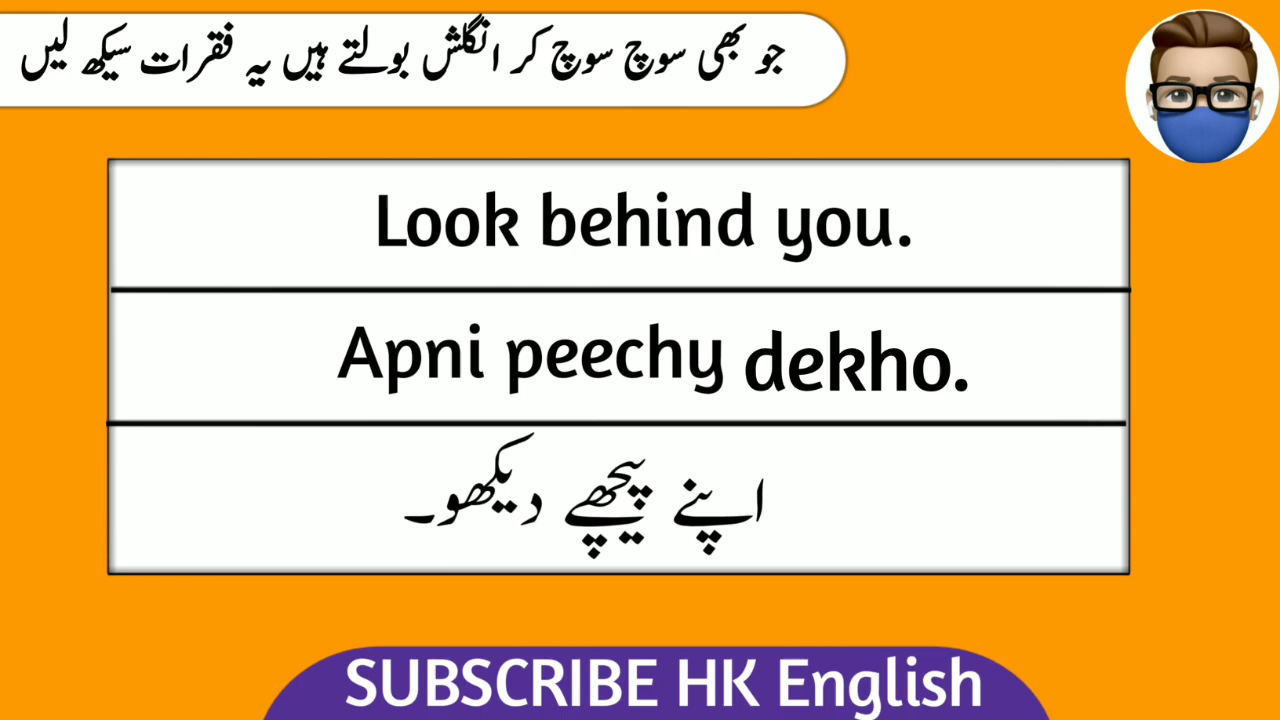 جو بھی سوچ سوچ کر انگلش بولتے ہیں یہ فقرات سیکھ لیں
Look behind you.
Apni peechy dekho.
اپنے پیچھے دیکھو۔
SUBSCRIBE HK English